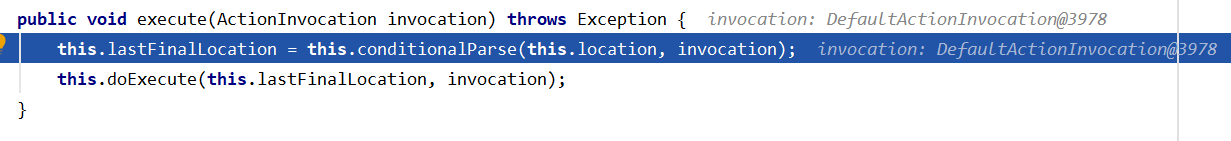 public void execute(ActionInvocation invocation) throws Exception {  invocation: DefaultActionInvocation@3978
    this.lastFinalLocation = this.conditionalParse(this.location, invocation);  invocation: DefaultActionInvocation@3978
    this.doExecute(this.lastFinalLocation, invocation);
}